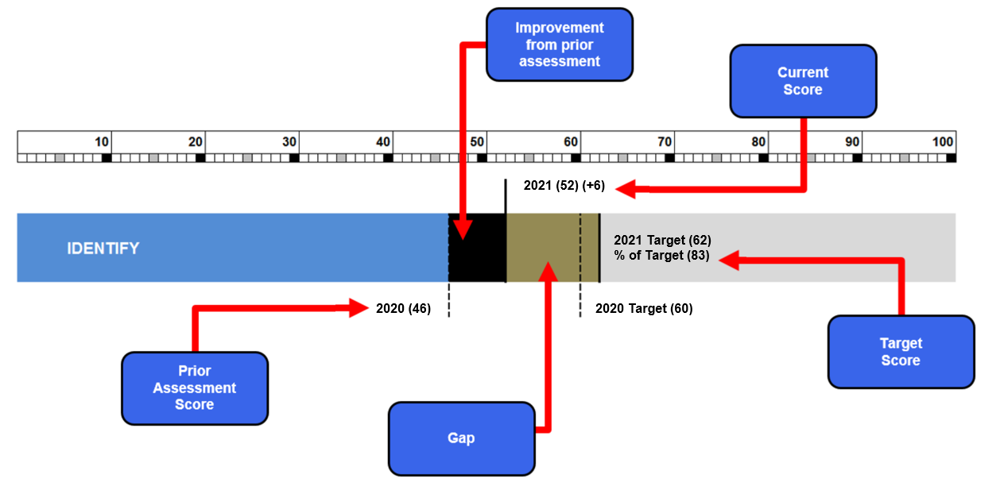 Improvement
from prior
assessment
Current
Score
10 20 30 40 50 60 70 80 90 100
2021 (52) (+6)
IDENTIFY
2021 Target (62)
% of Target (83)
2020 (46)
2020 Target (60)
Prior
Assessment
Score
Gap
Target
Score